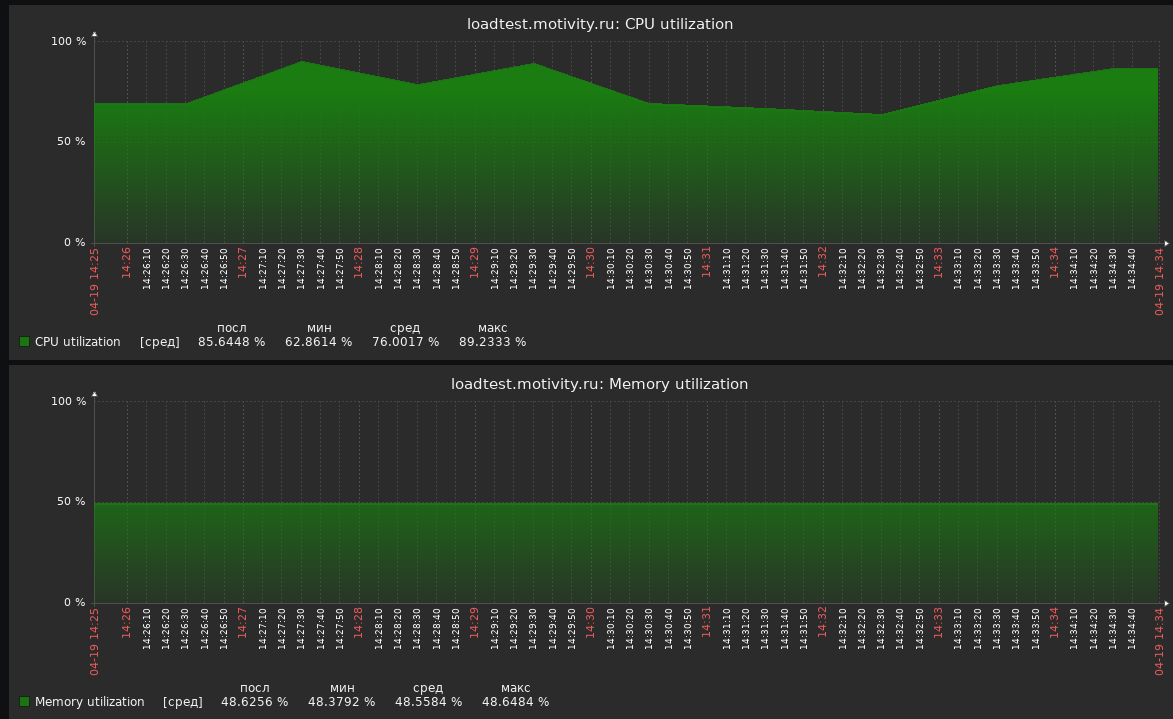 loadtest.motivity.ru: CPU utilization
100 %
50 %
0 %
04-19 14:25 14:26 14:26:10 14:26:20 14:26:30 14:26:40 14:26:50 14:27 14:27:10 14:27:20 14:27:30 14:27:40 14:27:50 14:28 14:28:10 14:28:20 14:28:30 14:28:40 14:28:50 14:29 14:29:10 14:29:20 14:29:30 14:29:40 14:29:50 14:30 14:30:10 14:30:20 14:30:30 14:30:40 14:30:50 14:31 14:31:10 14:31:20 14:31:30 14:31:40 14:31:50 14:32 14:32:10 14:32:20 14:32:30 14:32:40 14:32:50 14:33 14:33:10 14:33:20 14:33:30 14:33:40 14:33:50 14:34 14:34:10 14:34:20 14:34:30 14:34:40 04-19 14:34
посл мин сред макс
CPU utilization [сред] 85.6448 % 62.8614 % 76.0017 % 89.2333 %
loadtest.motivity.ru: Memory utilization
100 %
50 %
0 %
04-19 14:25 14:26 14:26:10 14:26:20 14:26:30 14:26:40 14:26:50 14:27 14:27:10 14:27:20 14:27:30 14:27:40 14:27:50 14:28 14:28:10 14:28:20 14:28:30 14:28:40 14:28:50 14:29 14:29:10 14:29:20 14:29:30 14:29:40 14:29:50 14:30 14:30:10 14:30:20 14:30:30 14:30:40 14:30:50 14:31 14:31:10 14:31:20 14:31:30 14:31:40 14:31:50 14:32 14:32:10 14:32:20 14:32:30 14:32:40 14:32:50 14:33 14:33:10 14:33:20 14:33:30 14:33:40 14:33:50 14:34 14:34:10 14:34:20 14:34:30 14:34:40 04-19 14:34
посл мин сред макс
Memory utilization [сред] 48.6256 % 48.3792 % 48.5584 % 48.6484 %